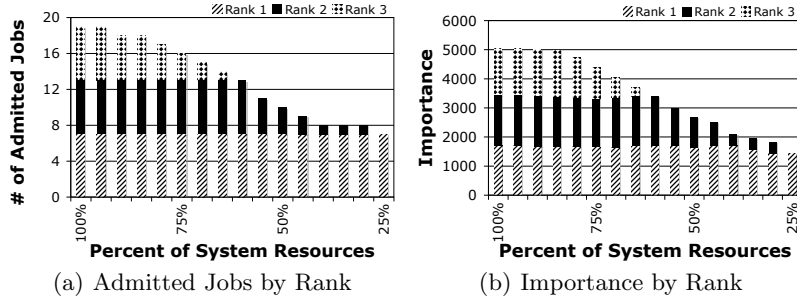 Rank 1 Rank 2 Rank 3
20
16
12
8
4
0
# of Admitted Jobs
100%
75%
50%
25%
Percent of System Resources
(a) Admitted Jobs by Rank
Rank 1 Rank 2 Rank 3
6000
5000
4000
3000
2000
1000
0
Importance
100%
75%
50%
25%
Percent of System Resources
(b) Importance by Rank